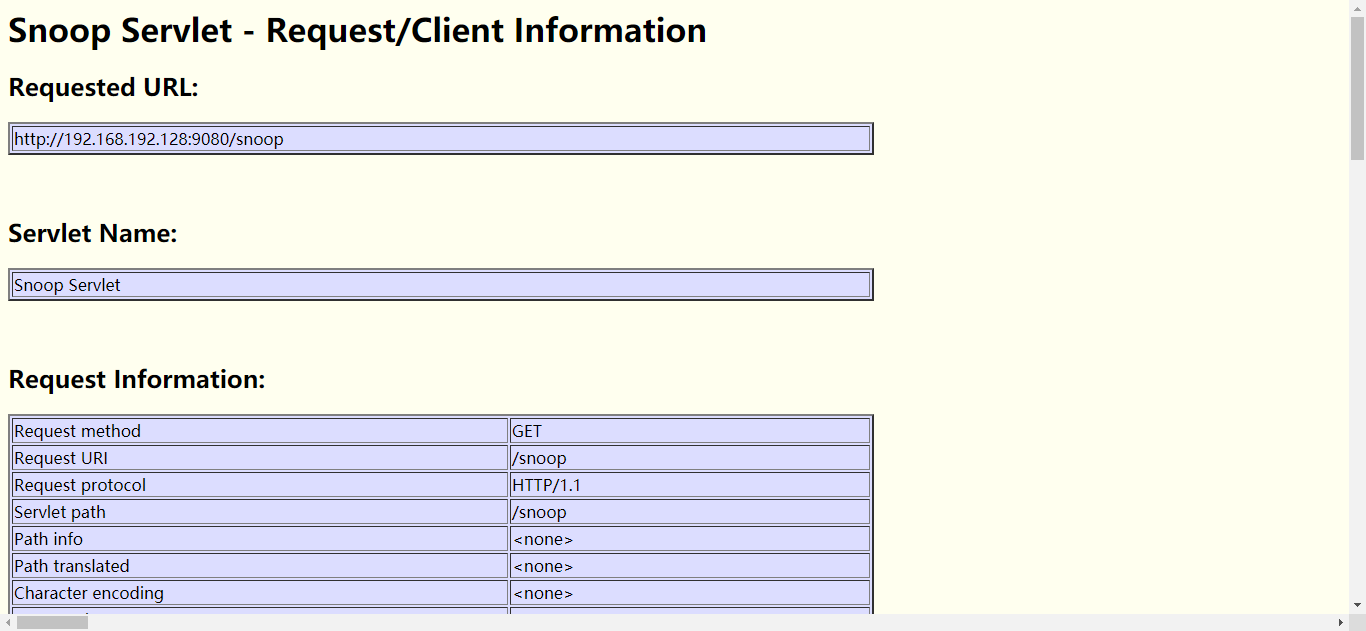 Snoop Servlet - Request/Client Information
Requested URL:
http://192.168.192.128:9080/snoop
Servlet Name:
Snoop Servlet
Request Information:
Request method GET
Request URI /snoop
Request protocol HTTP/1.1
Servlet path /snoop
Path info <none>
Path translated <none>
Character encoding <none>